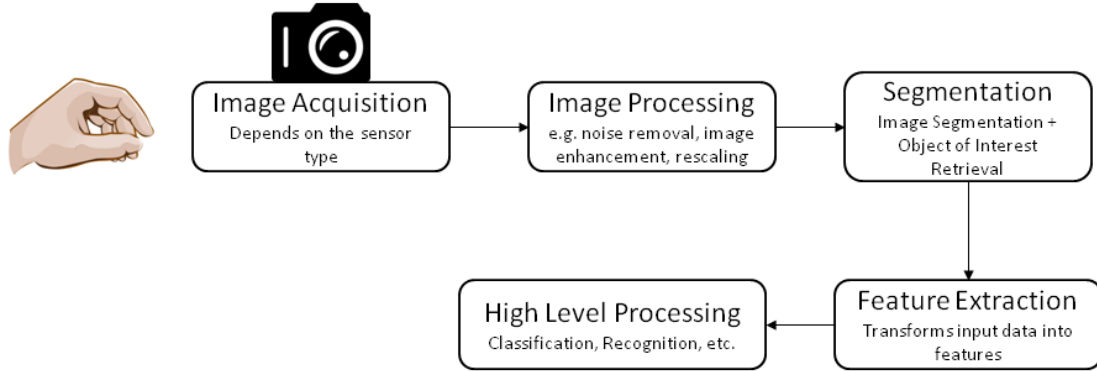 Image Acquisition
Depends on the sensor
type
Image Processing
e.g. noise removal, image
enhancement, rescaling
Segmentation
Image Segmentation +
Object of Interest
Retrieval
Feature Extraction
Transforms input data into
features
High Level Processing
Classification, Recognition, etc.